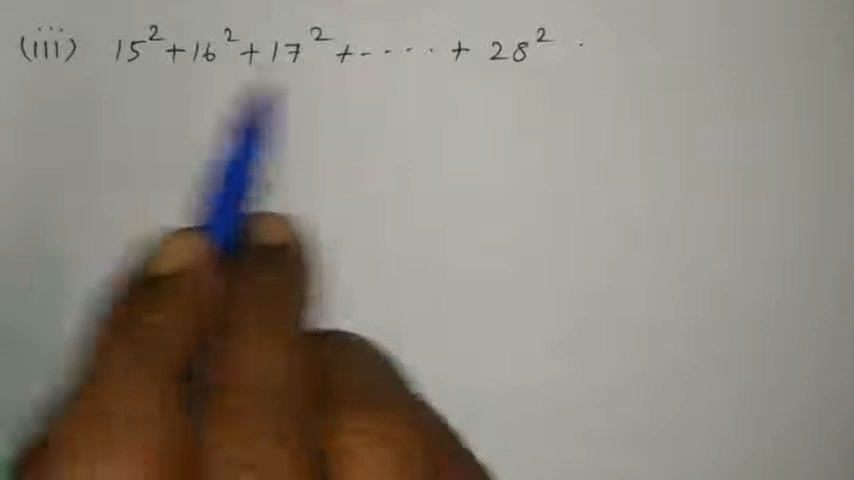 (iii) 15² + 16² + 17² + ..... + 28² .